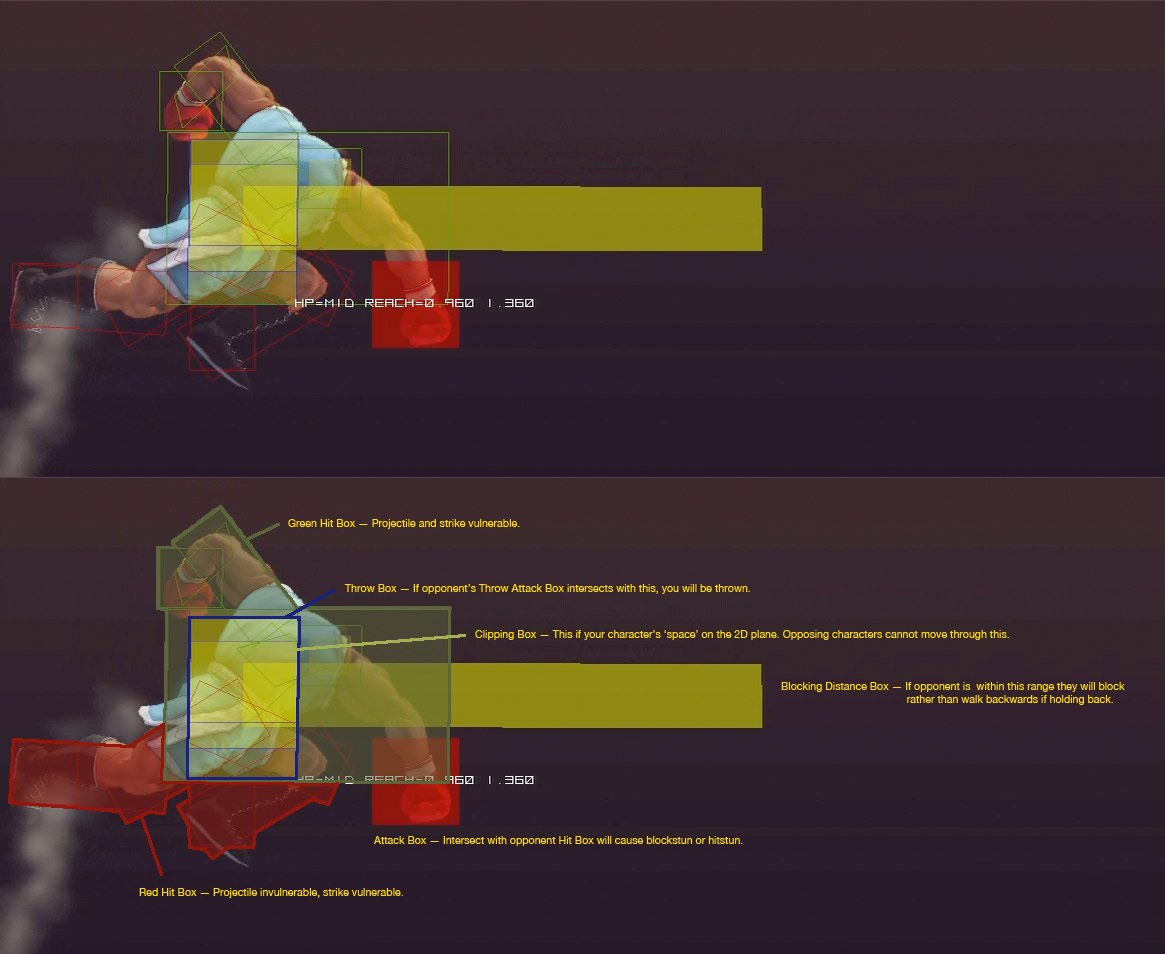 HP=MID REACH=0.960 1.360
Green Hit Box — Projectile and strike vulnerable.
Throw Box — If opponent's Throw Attack Box intersects with this, you will be thrown.
Clipping Box — This if your character's 'space' on the 2D plane. Opposing characters cannot move through this.
Blocking Distance Box — If opponent is within this range they will block
rather than walk backwards if holding back.
HP=MID REACH=0.960 1.360
Attack Box — Intersect with opponent Hit Box will cause blockstun or hitstun.
Red Hit Box — Projectile invulnerable, strike vulnerable.